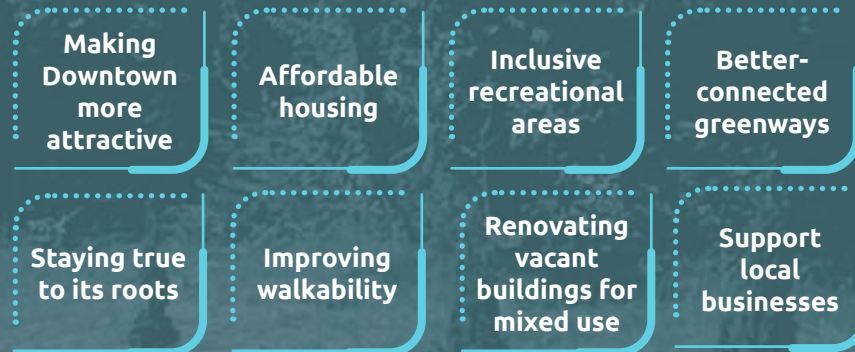 Making
Downtown
more
attractive
Affordable
housing
Inclusive
recreational
areas
Better-
connected
greenways
Staying true
to its roots
Improving
walkability
Renovating
vacant
buildings for
mixed use
Support
local
businesses